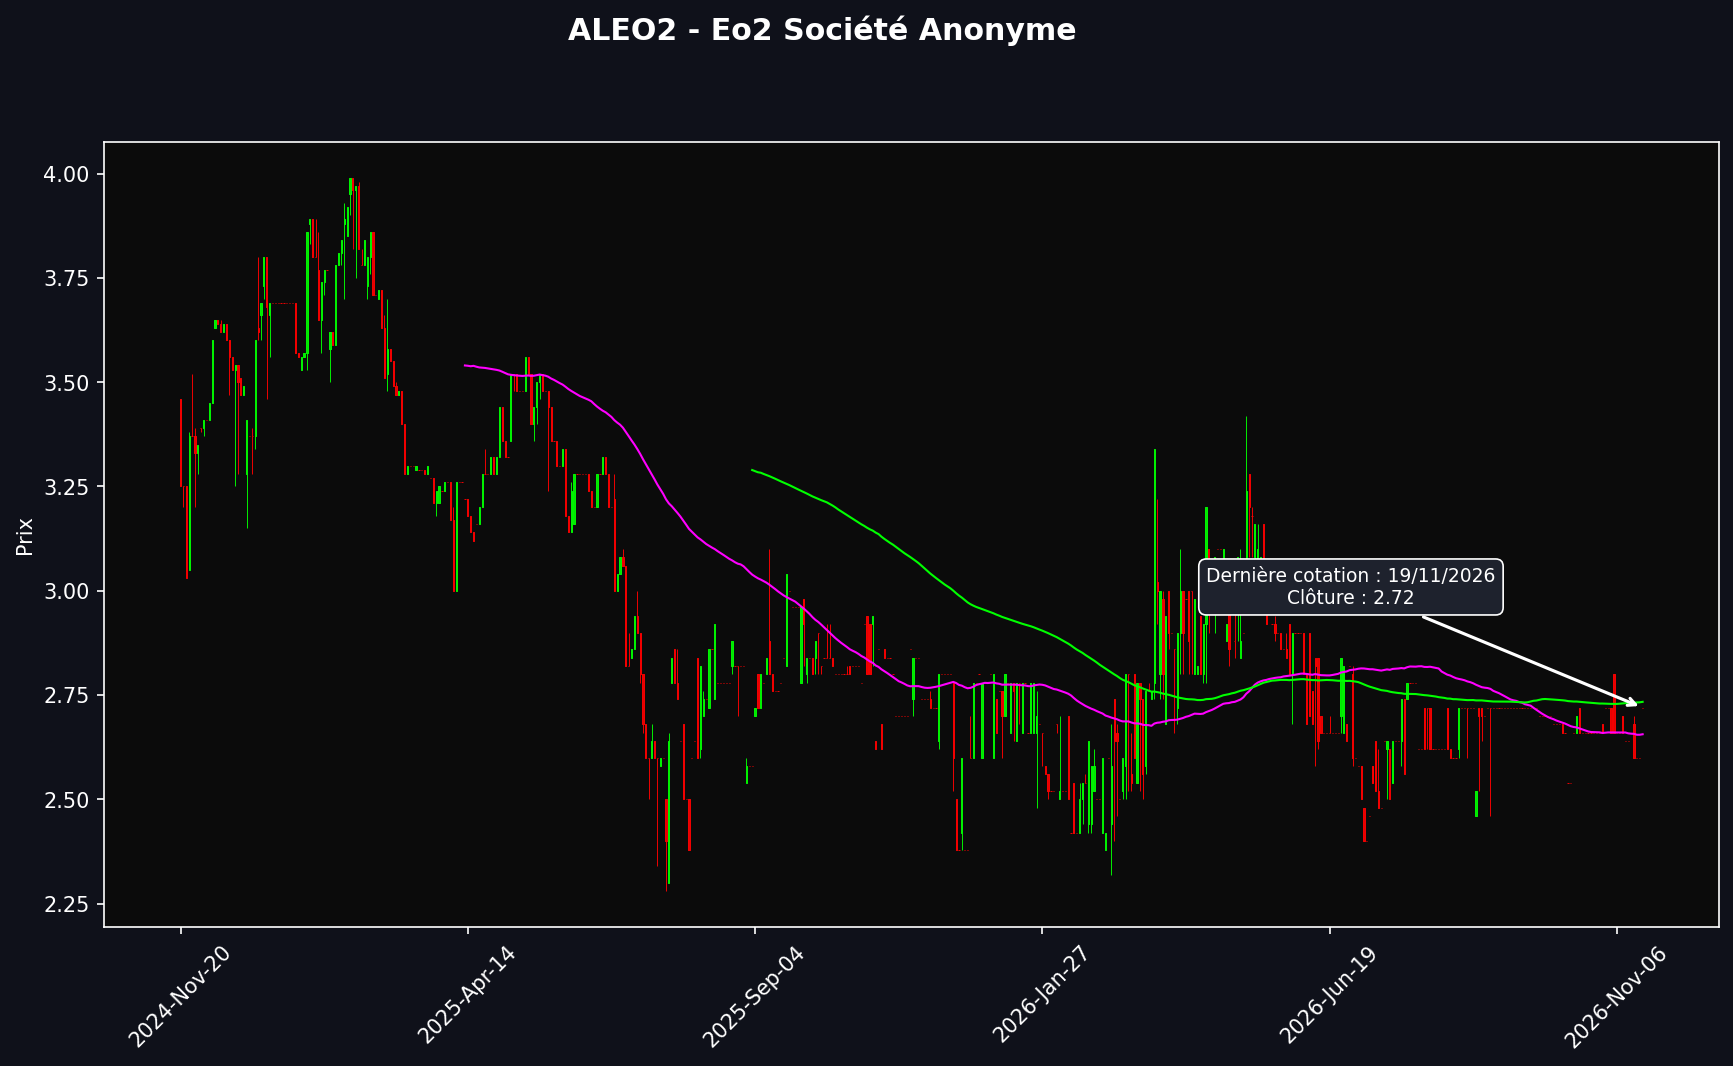 ALEO2 - Eo2 Société Anonyme
Prix
4.00
3.75
3.50
3.25
3.00
2.75
2.50
2.25
Dernière cotation : 19/11/2026
Clôture : 2.72
2024-Nov-20
2025-Apr-14
2025-Sep-04
2026-Jan-27
2026-Jun-19
2026-Nov-06